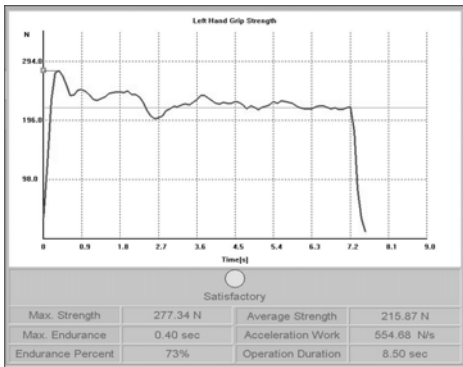 Left Hand Grip Strength
N
294.0
196.0
98.0
0 0.9 1.8 2.7 3.6 4.5 5.4 6.3 7.2 8.1 9.0
Time[s]
Satisfactory
Max. Strength 277.34 N Average Strength 215.87 N
Max. Endurance 0.40 sec Acceleration Work 554.68 N/s
Endurance Percent 73% Operation Duration 8.50 sec